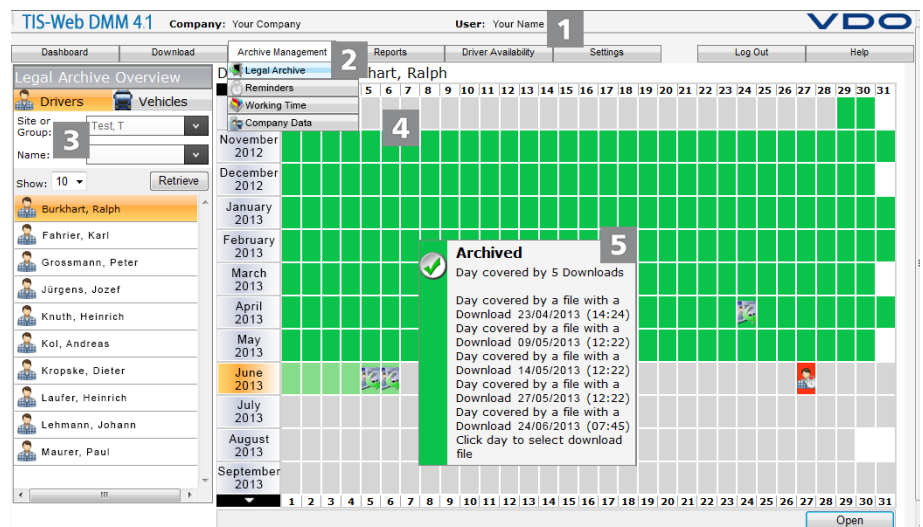 TIS-Web DMM 4.1 Company: Your Company User: Your Name 1 VDO
Dashboard Download Archive Management Reports Driver Availability Settings Log Out Help
2
Legal Archive Overview
D hart, Ralph
Legal Archive
Reminders
Working Time
Company Data
5 6 7 8 9 10 11 12 13 14 15 16 17 18 19 20 21 22 23 24 25 26 27 28 29 30 31
Drivers Vehicles
Site or
Group: Test, T
3
4
Name:
Show: 10 Retrieve
Burkhart, Ralph
Fahrier, Karl
Grossmann, Peter
Jürgens, Jozef
Knuth, Heinrich
Kol, Andreas
Kropske, Dieter
Laufer, Heinrich
Lehmann, Johann
Maurer, Paul
November
2012
December
2012
January
2013
February
2013
March
2013
April
2013
May
2013
June
2013
July
2013
August
2013
September
2013
5
Archived
Day covered by 5 Downloads
Day covered by a file with a
Download 23/04/2013 (14:24)
Day covered by a file with a
Download 09/05/2013 (12:22)
Day covered by a file with a
Download 14/05/2013 (12:22)
Day covered by a file with a
Download 27/05/2013 (12:22)
Day covered by a file with a
Download 24/06/2013 (07:45)
Click day to select download
file
1 2 3 4 5 6 7 8 9 10 11 12 13 14 15 16 17 18 19 20 21 22 23 24 25 26 27 28 29 30 31
Open